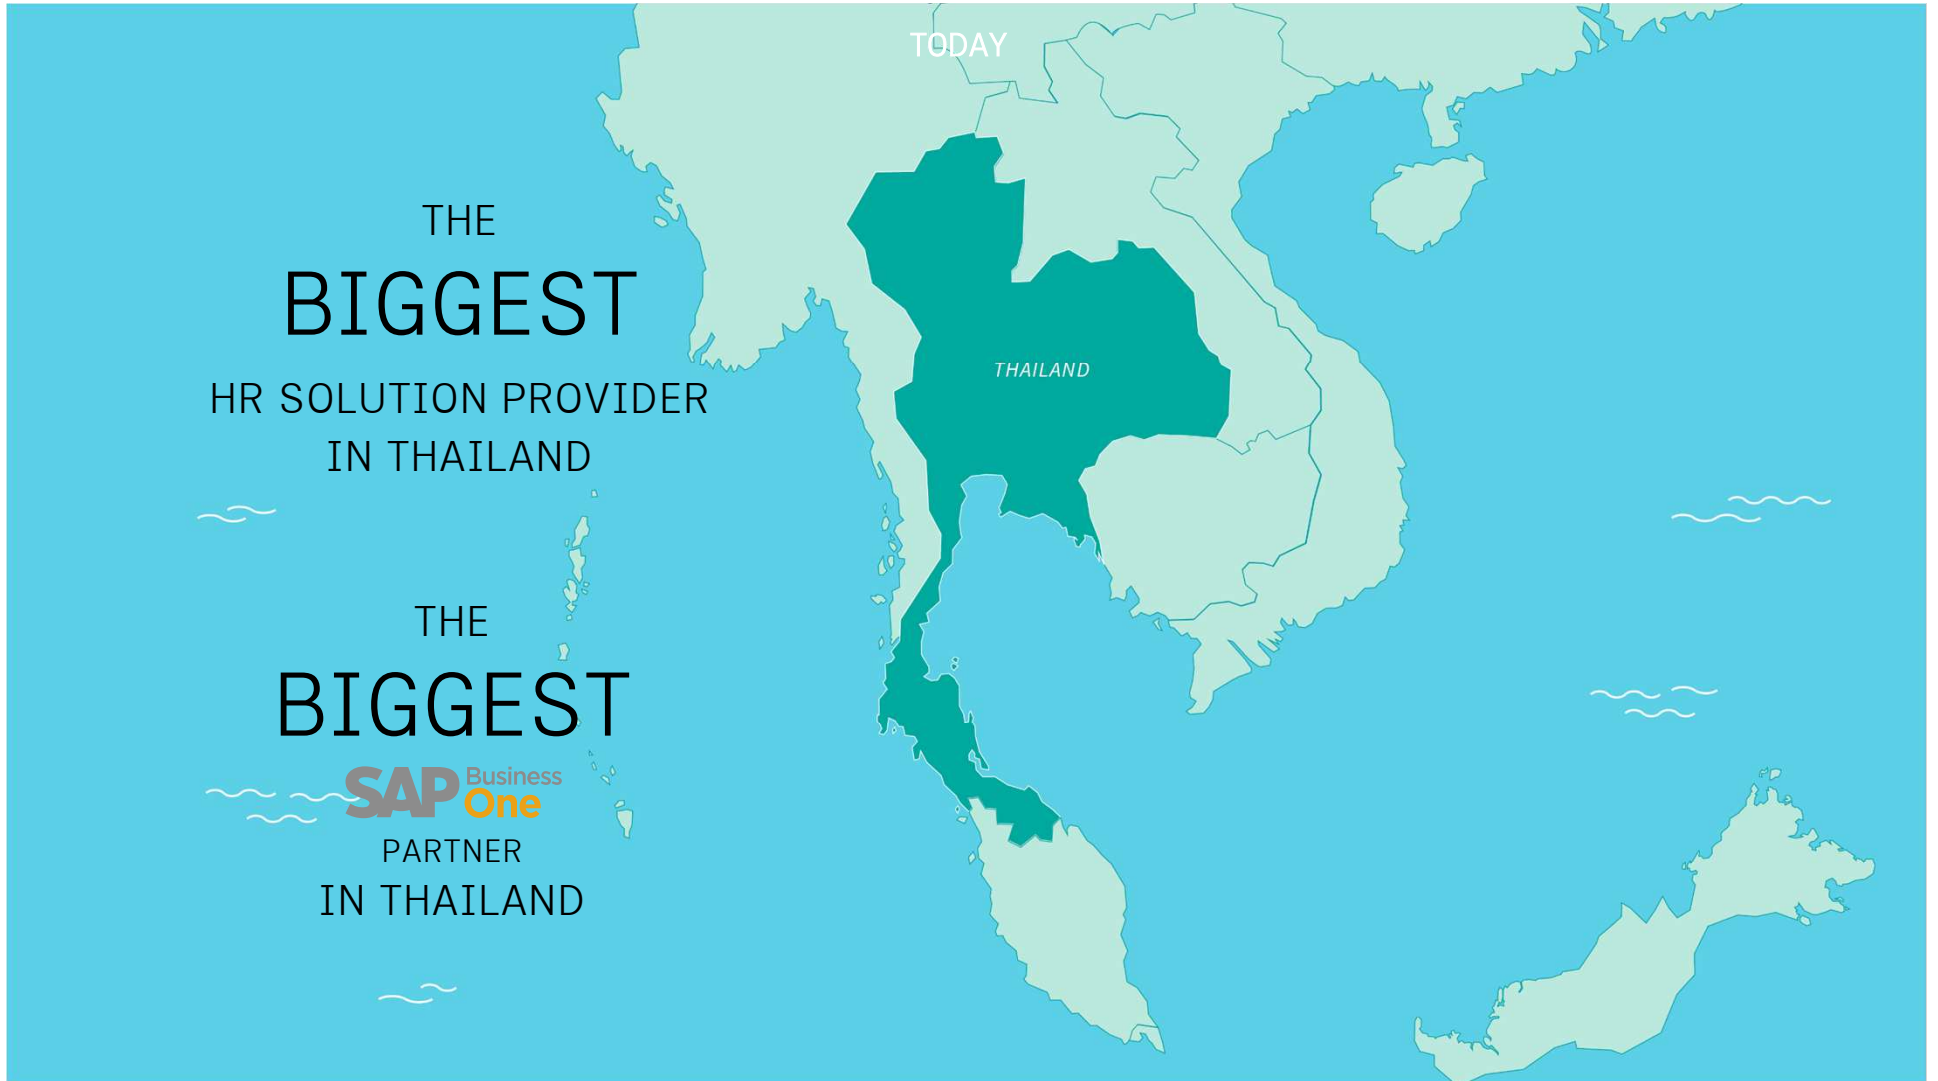 TODAY
THE
BIGGEST
HR SOLUTION PROVIDER
IN THAILAND
THAILAND
THE
BIGGEST
SAP Business One
PARTNER
IN THAILAND